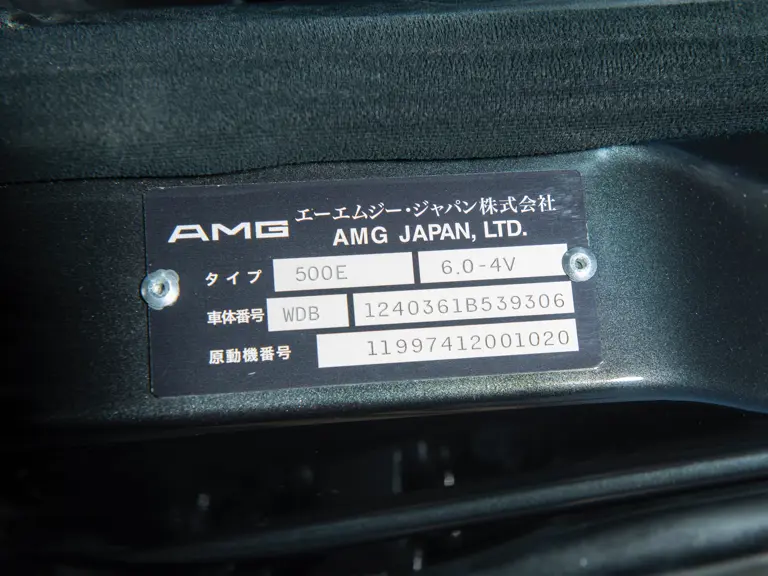 AMG エーエムジー・ジャパン株式会社
AMG JAPAN, LTD.
タイプ 500E 6.0-4V
車体番号 WDB 1240361B539306
原動機番号 11997412001020